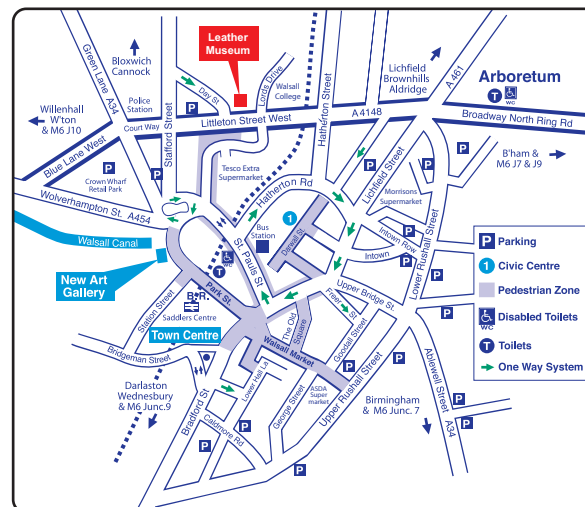 Leather
Museum
Bloxwich
Cannock
Green Lane A34
Stafford Street
Day St
Lords Drive
Walsall
College
Hatherton Street
Lichfield
Brownhills
Aldridge
A 461
Arboretum
T
WC
Willenhall
W'ton &
& M6 J10
Police
Station
P
Court Way
Littleton Street West
A4148
Broadway North Ring Rd
Blue Lane West
P
Crown Wharf
Retail Park
P
Tesco Extra
Supermarket
Hatherton Rd
Lichfield Street
P
P
B'ham &
M6 J7 & J9
Wolverhampton St. A454
Morrisons
Supermarket
Walsall Canal
St. Pauls St
Bus
Station
1
Darwall St.
Intown Row
Intown
P
P
Lower Rushall Street
New Art
Gallery
T
WC
Park St
Upper Bridge St.
B.R.
Saddlers Centre
Station Street
Town Centre
The Old
Square
Freer St
Goodall Street
P
P
Bridgeman Street
Walsall Market
Darlaston
Wednesbury
& M6 Junc.9
Bradford St
Lower Hall La
George Street
ASDA
Super
market
Upper Rushall Street
Birmingham
& M6 Junc. 7
Ablewell Street
A34
Caldmore Rd
P
P
P
P
P
P
P Parking
1 Civic Centre
Pedestrian Zone
Disabled Toilets
WC
T Toilets
One Way System